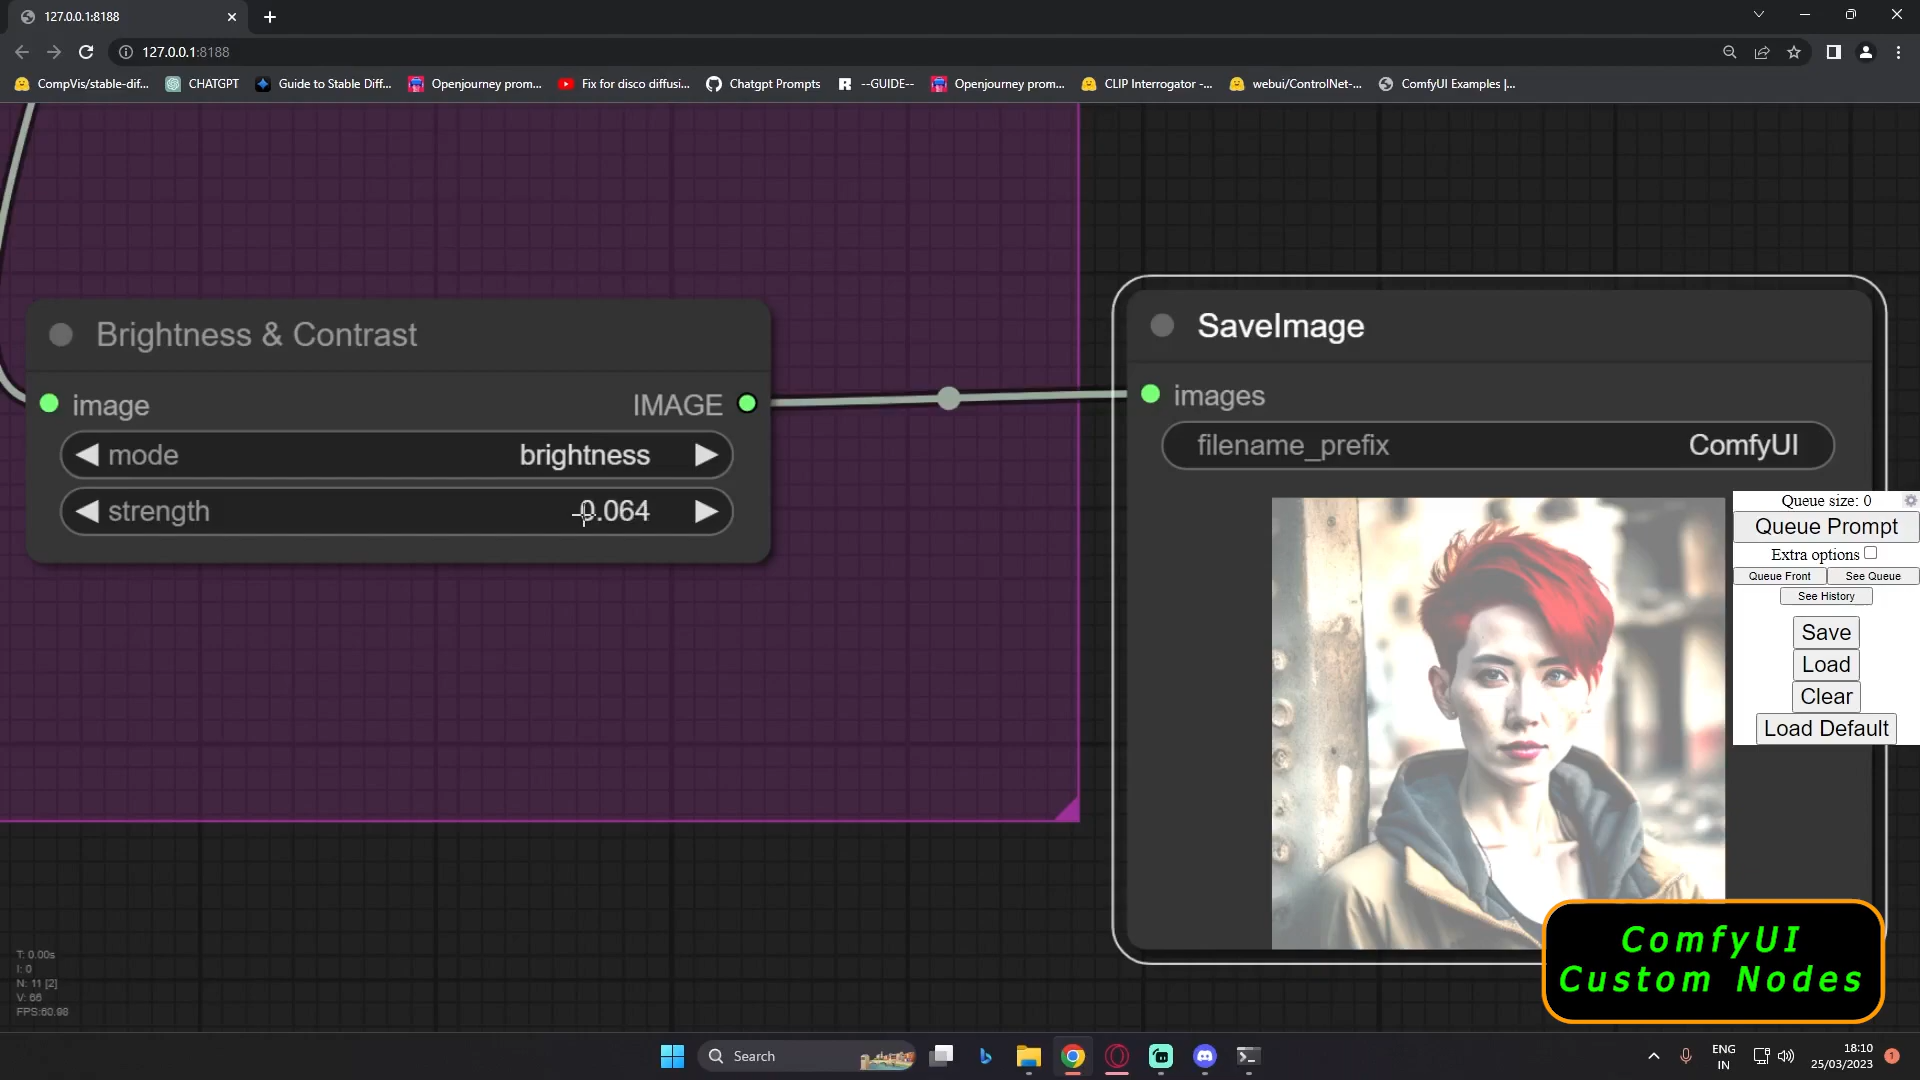 127.0.0.1:8188
127.0.0.1:8188
CompVis/stable-dif...
CHATGPT
Guide to Stable Diff...
Openjourney prom...
Fix for disco diffusi...
Chatgpt Prompts
--GUIDE--
Openjourney prom...
CLIP Interrogator -...
webui/ControlNet-...
ComfyUI Examples |...
Brightness & Contrast
image
IMAGE
mode
brightness
strength
0.064
SaveImage
images
filename_prefix
ComfyUI
Queue size: 0
Queue Prompt
Extra options
Queue Front
See Queue
See History
Save
Load
Clear
Load Default
ComfyUI
Custom Nodes
T: 0.00s
I: 0
N: 11 [2]
V: 66
FPS:60.98
Search
ENG
IN
18:10
25/03/2023
1